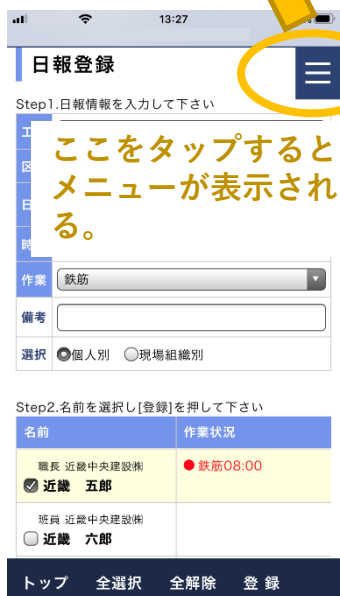 13:27
日報登録
Step1.日報情報を入力して下さい
ここをタップすると
メニューが表示され
る。
作業 鉄筋
備考
選択 個人別 現場組織別
Step2.名前を選択し[登録]を押して下さい
名前 作業状況
職長 近畿中央建設㈱
近畿 五郎
鉄筋08:00
班員 近畿中央建設㈱
近畿 六郎
トップ 全選択 全解除 登録